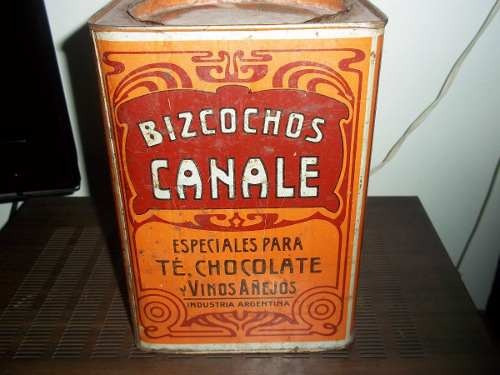 BIZCOCHOS
CANALE
ESPECIALES PARA
TÉ, CHOCOLATE
Y VINOS AÑEJOS
INDUSTRIA ARGENTINA